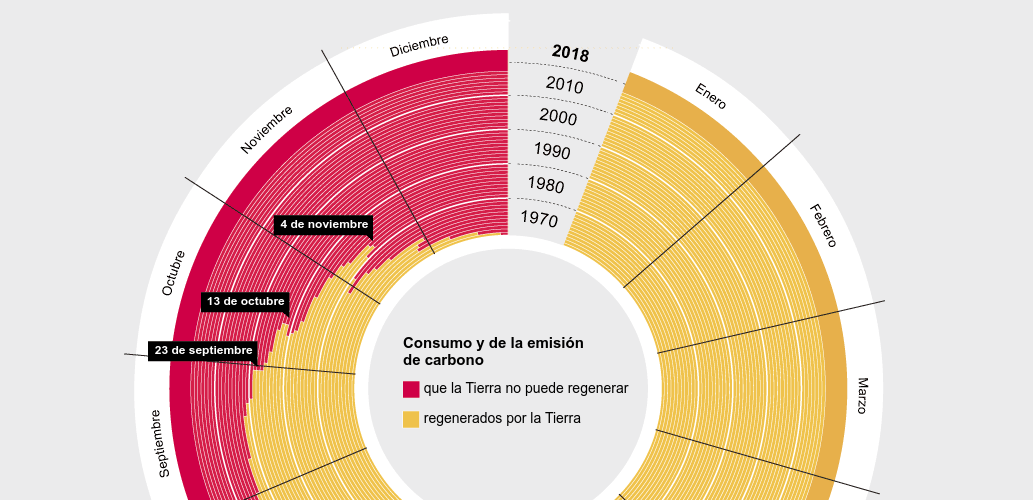 2018
2010
2000
1990
1980
1970
Enero
Febrero
Marzo
Septiembre
Octubre
Noviembre
Diciembre
4 de noviembre
13 de octubre
23 de septiembre
Consumo y de la emisión
de carbono
que la Tierra no puede regenerar
regenerados por la Tierra